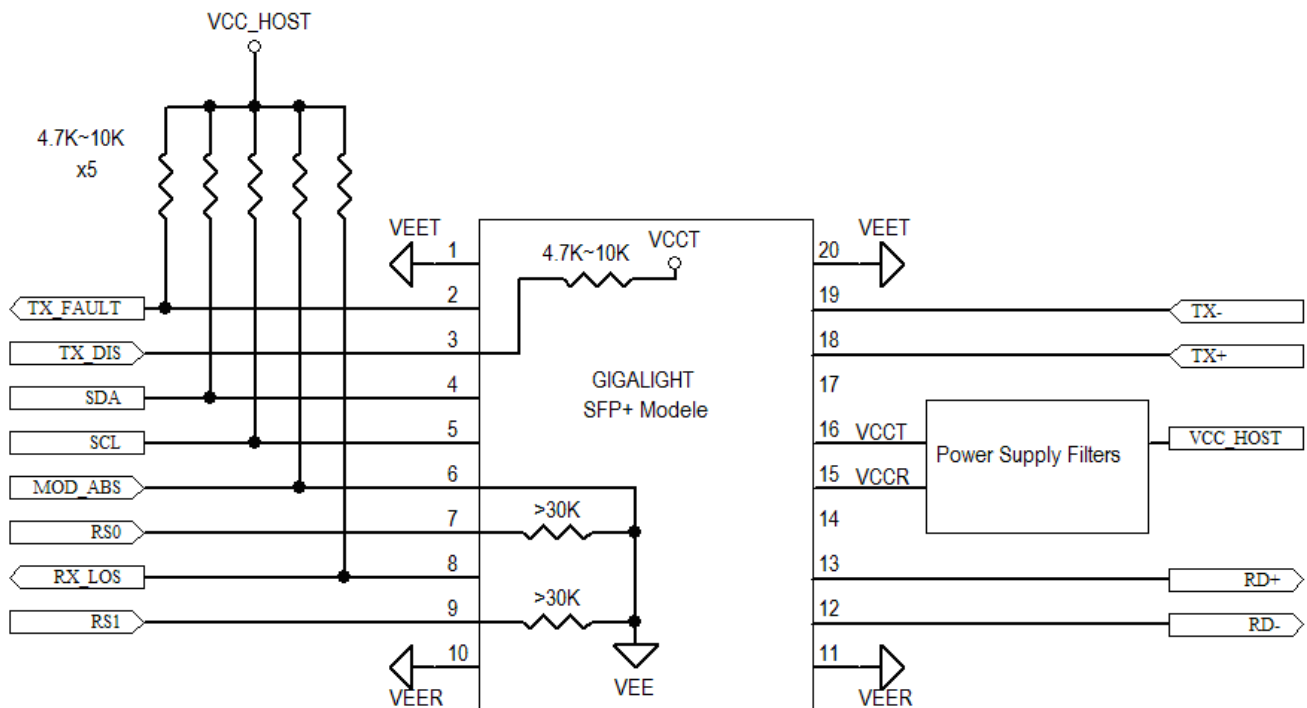 VCC_HOST
4.7K~10K
x5
VEET
1
TX_FAULT
2
TX_DIS
3
SDA
4
SCL
5
MOD_ABS
6
RS0
7
RX_LOS
8
RS1
9
10
VEER
4.7K~10K
VCCT
GIGALIGHT
SFP+ Modele
>30K
>30K
VEE
20
VEET
19
TX-
18
TX+
17
16
VCCT
15
VCCR
Power Supply Filters
VCC_HOST
14
13
RD+
12
RD-
11
VEER